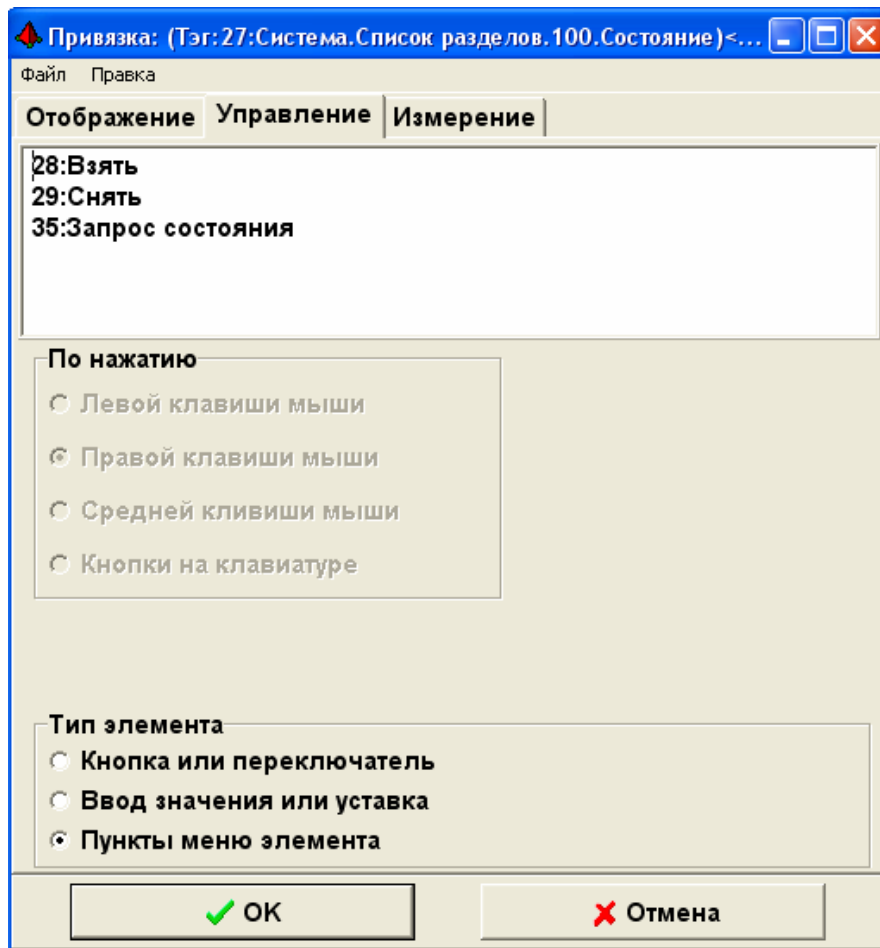 Привязка: (Тэг:27:Система.Список разделов.100.Состояние)<...
Файл Правка
Отображение Управление Измерение
28:Взять
29:Снять
35:Запрос состояния
По нажатию
Левой клавиши мыши
Правой клавиши мыши
Средней кливиши мыши
Кнопки на клавиатуре
Тип элемента
Кнопка или переключатель
Ввод значения или уставка
Пункты меню элемента
OK Отмена